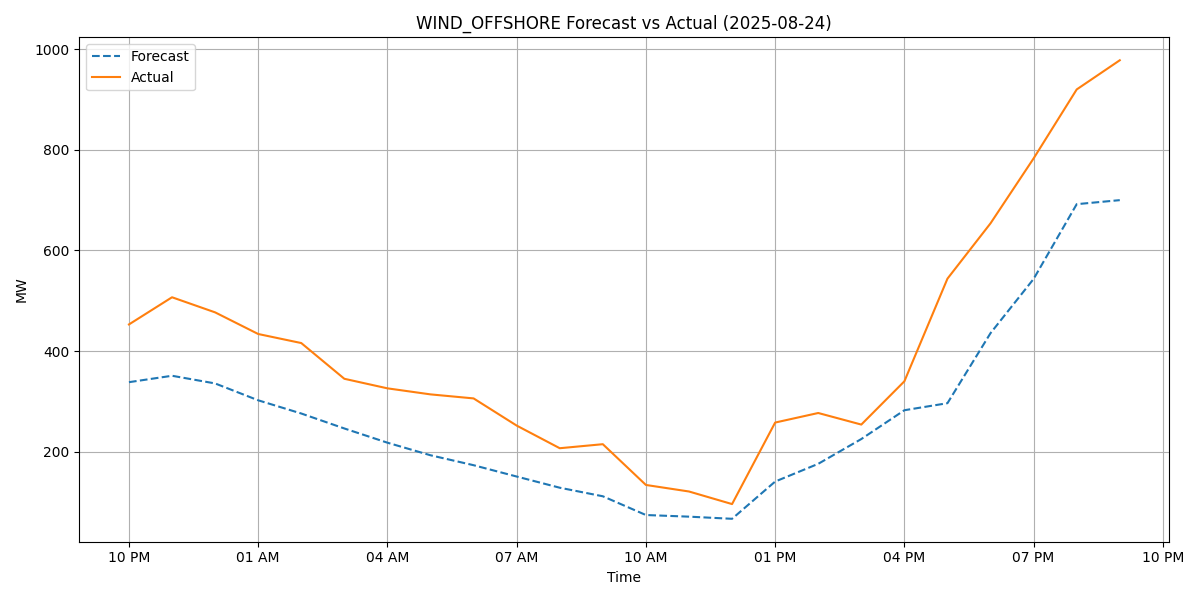 WIND_OFFSHORE Forecast vs Actual (2025-08-24)
Forecast
Actual
1000
800
600
400
200
MW
10 PM 01 AM 04 AM 07 AM 10 AM 01 PM 04 PM 07 PM 10 PM
Time